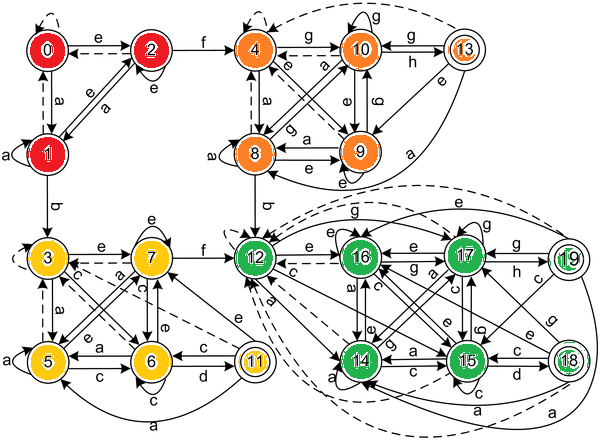 e g g
0 2 f 4 10 13
e g h
a e a e a e a g e
a g
a 1 a 8 a 9
e
e a
b b
e e g e
3 e 7 f 12 e 16 e 17 g 19
c a c g h
a e e a c a c e g c g
a 5 a 6 c 11 14 a 15 c 18
c d a c d
c c
a a a